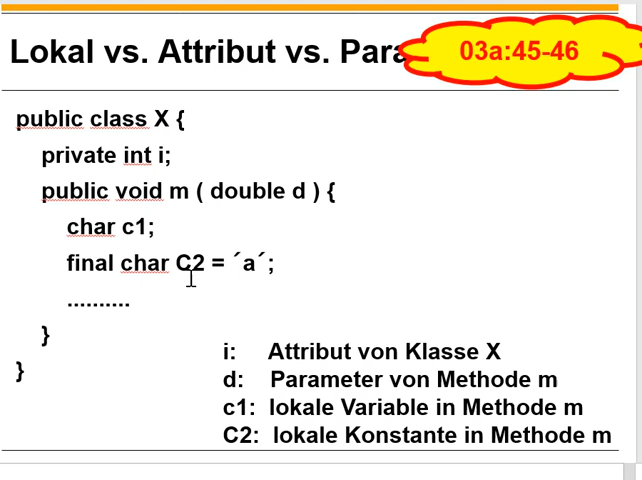 Lokal vs. Attribut vs. Para
03a:45-46
public class X {
private int i;
public void m ( double d ) {
char c1;
final char C2 = ´a´;
..........
}
}
i: Attribut von Klasse X
d: Parameter von Methode m
c1: lokale Variable in Methode m
C2: lokale Konstante in Methode m